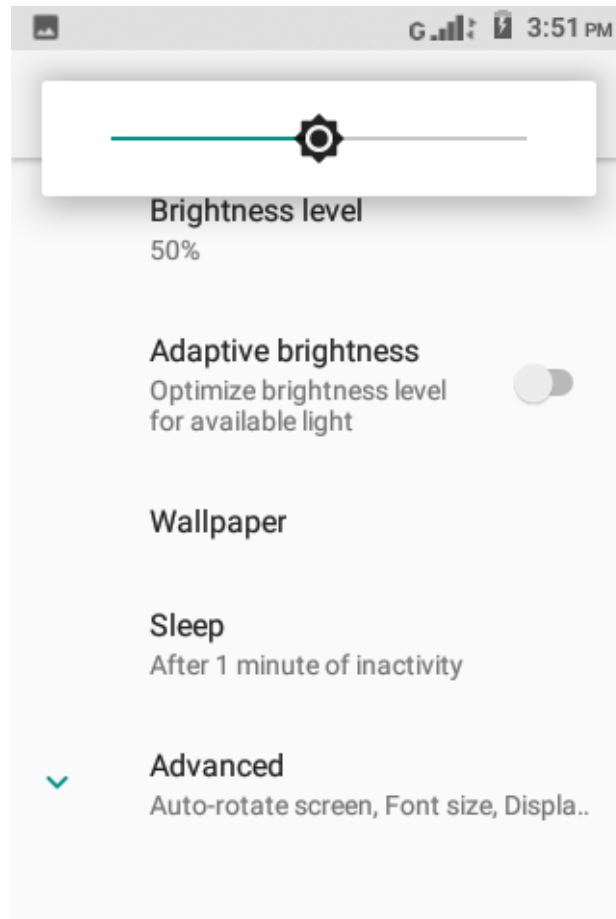 G 3:51 PM
Brightness level
50%
Adaptive brightness
Optimize brightness level
for available light
Wallpaper
Sleep
After 1 minute of inactivity
Advanced
Auto-rotate screen, Font size, Displa..